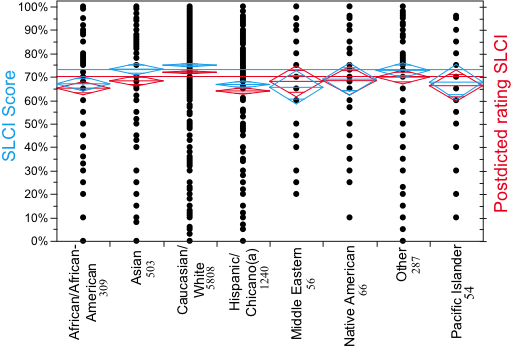 100%
90%
80%
70%
60%
50%
40%
30%
20%
10%
0%
SLCI Score
Postdicted rating SLCI
African/African-
American 309
Asian 503
Caucasian/
White 5808
Hispanic/
Chicano(a) 1240
Middle Eastern 56
Native American 66
Other 287
Pacific Islander 54